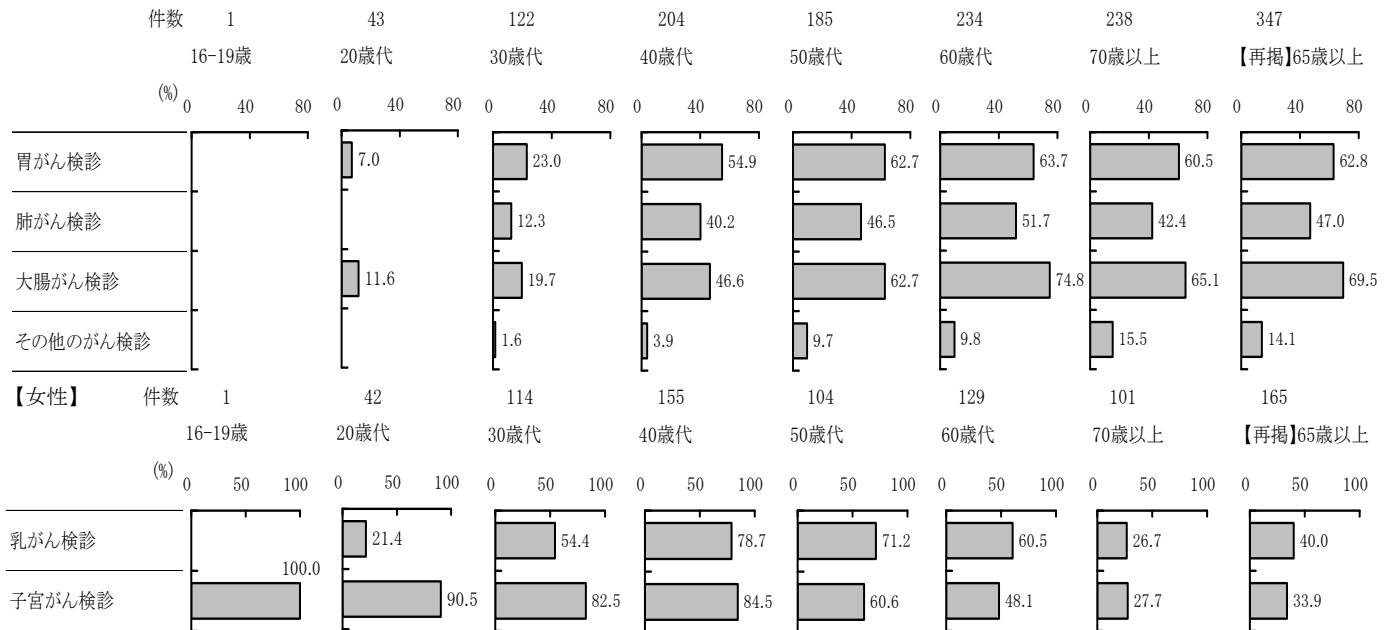 件数 1 43 122 204 185 234 238 347
16-19歳 20歳代 30歳代 40歳代 50歳代 60歳代 70歳以上 【再掲】65歳以上
(%) 0 40 80 0 40 80 0 40 80 0 40 80 0 40 80 0 40 80 0 40 80 0 40 80
胃がん検診 7.0 23.0 54.9 62.7 63.7 60.5 62.8
肺がん検診 12.3 40.2 46.5 51.7 42.4 47.0
大腸がん検診 11.6 19.7 46.6 62.7 74.8 65.1 69.5
その他のがん検診 1.6 3.9 9.7 9.8 15.5 14.1
【女性】 件数 1 42 114 155 104 129 101 165
16-19歳 20歳代 30歳代 40歳代 50歳代 60歳代 70歳以上 【再掲】65歳以上
(%) 0 50 100 0 50 100 0 50 100 0 50 100 0 50 100 0 50 100 0 50 100 0 50 100
乳がん検診 21.4 54.4 78.7 71.2 60.5 26.7 40.0
子宮がん検診 100.0 90.5 82.5 84.5 60.6 48.1 27.7 33.9